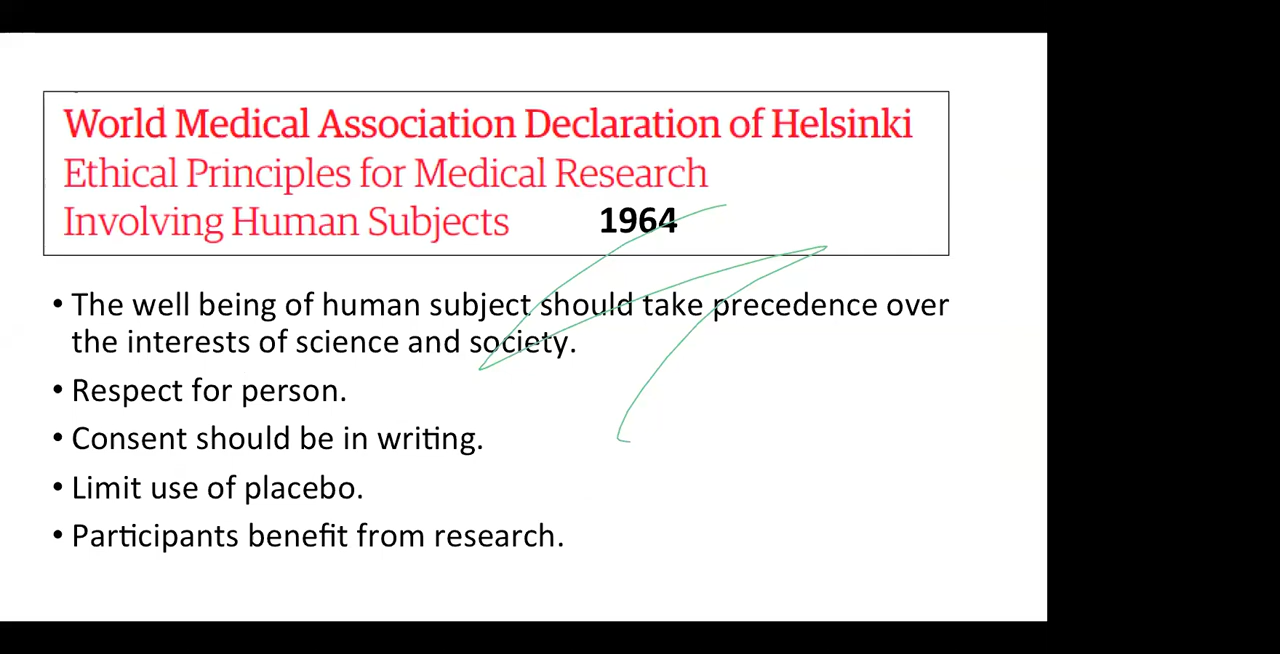 World Medical Association Declaration of Helsinki
Ethical Principles for Medical Research
Involving Human Subjects 1964
• The well being of human subject should take precedence over
the interests of science and society.
• Respect for person.
• Consent should be in writing.
• Limit use of placebo.
• Participants benefit from research.